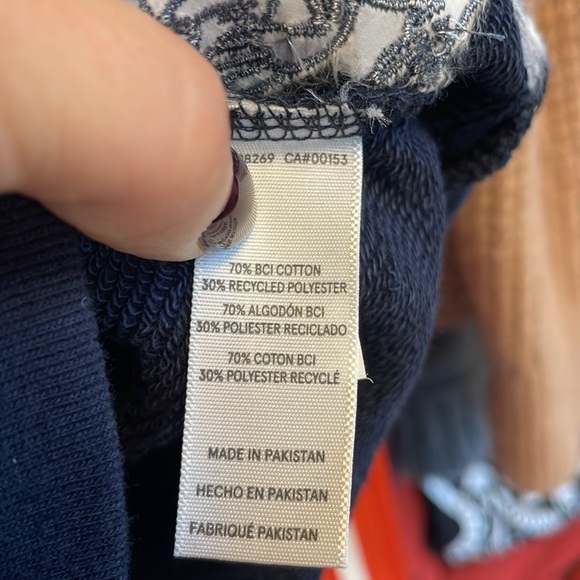 8269 CA#00153
70% BCI COTTON
30% RECYCLED POLYESTER
70% ALGODÓN BCI
30% POLIESTER RECICLADO
70% COTON BCI
30% POLYESTER RECYCLÉ
MADE IN PAKISTAN
HECHO EN PAKISTAN
FABRIQUÉ PAKISTAN